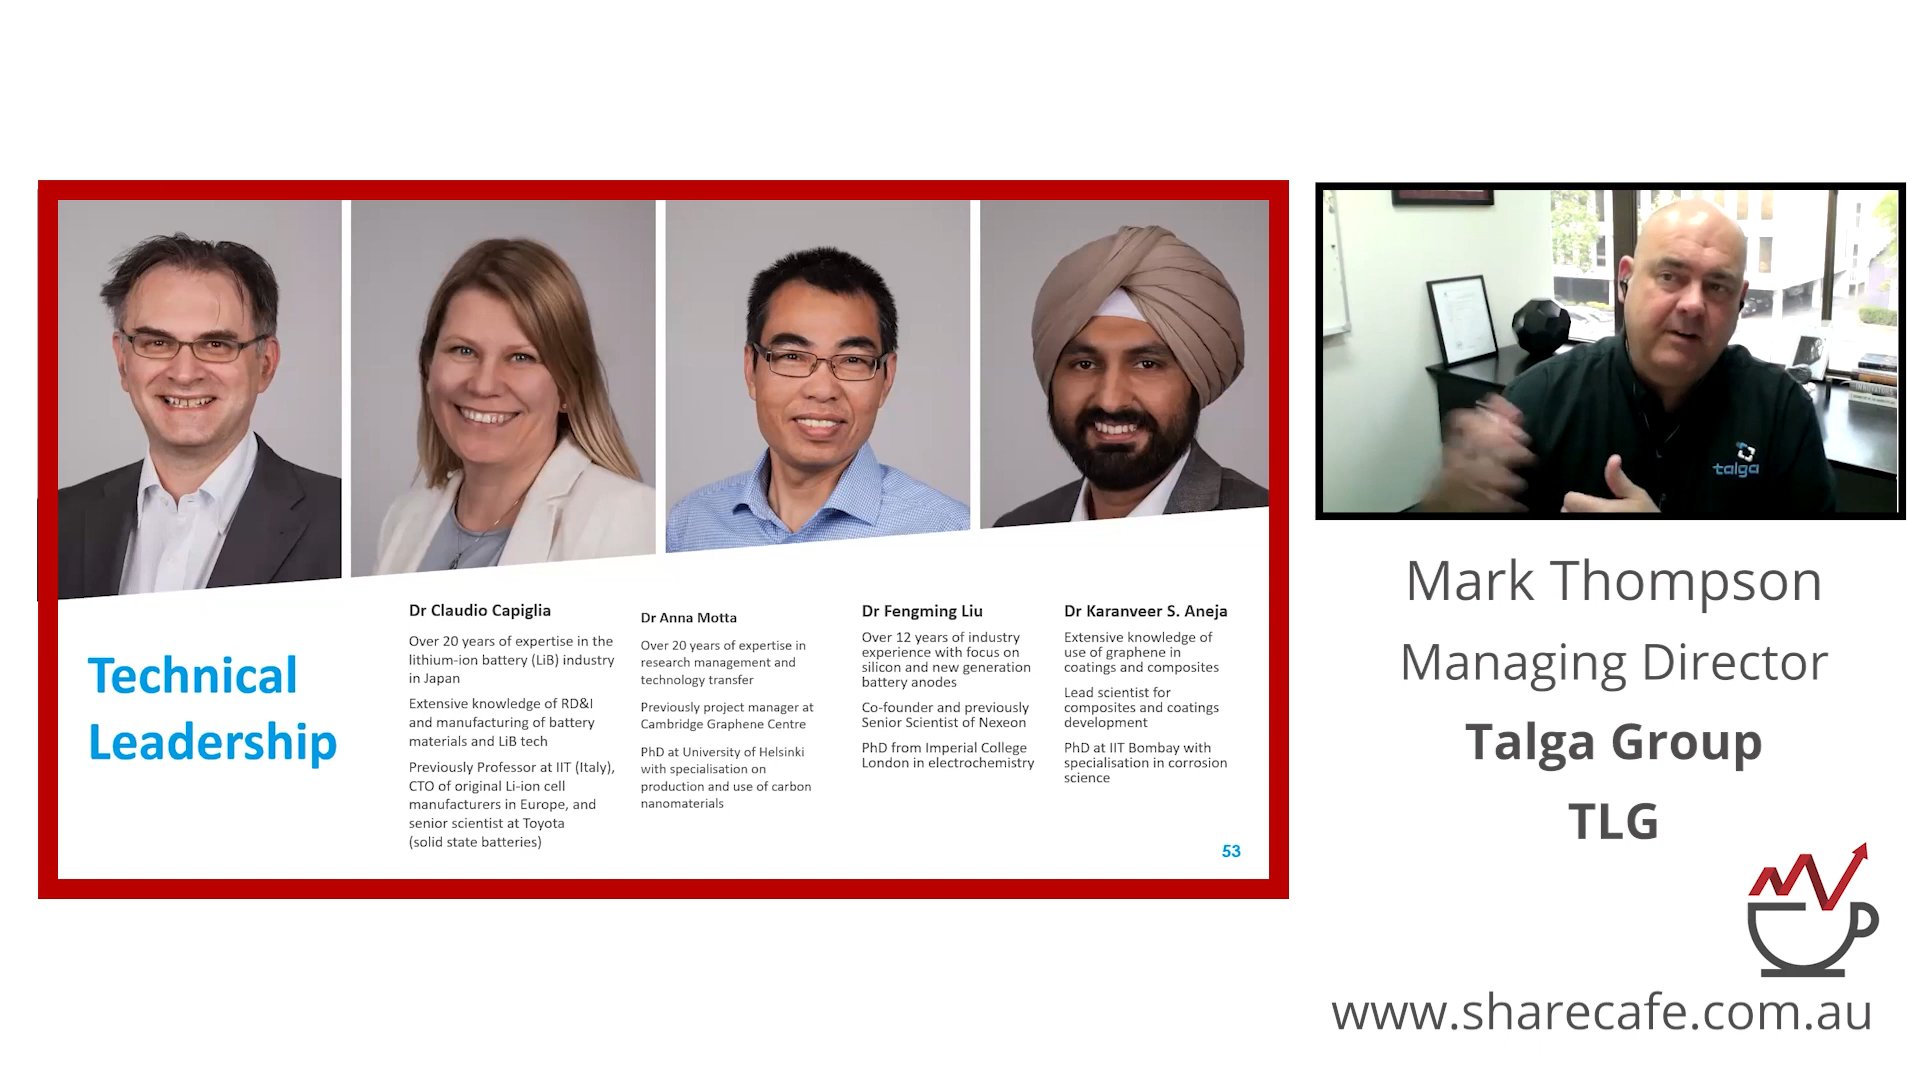 Technical
Leadership
Dr Claudio Capiglia
Over 20 years of expertise in the
lithium-ion battery (LiB) industry
in Japan
Extensive knowledge of RD&I
and manufacturing of battery
materials and LiB tech
Previously Professor at IIT (Italy),
CTO of original Li-ion cell
manufacturers in Europe, and
senior scientist at Toyota
(solid state batteries)
Dr Anna Motta
Over 20 years of expertise in
research management and
technology transfer
Previously project manager at
Cambridge Graphene Centre
PhD at University of Helsinki
with specialisation on
production and use of carbon
nanomaterials
Dr Fengming Liu
Over 12 years of industry
experience with focus on
silicon and new generation
battery anodes
Co-founder and previously
Senior Scientist of Nexeon
PhD from Imperial College
London in electrochemistry
Dr Karanveer S. Aneja
Extensive knowledge of
use of graphene in
coatings and composites
Lead scientist for
composites and coatings
development
PhD at IIT Bombay with
specialisation in corrosion
science
53
talga
Mark Thompson
Managing Director
Talga Group
TLG
www.sharecafe.com.au